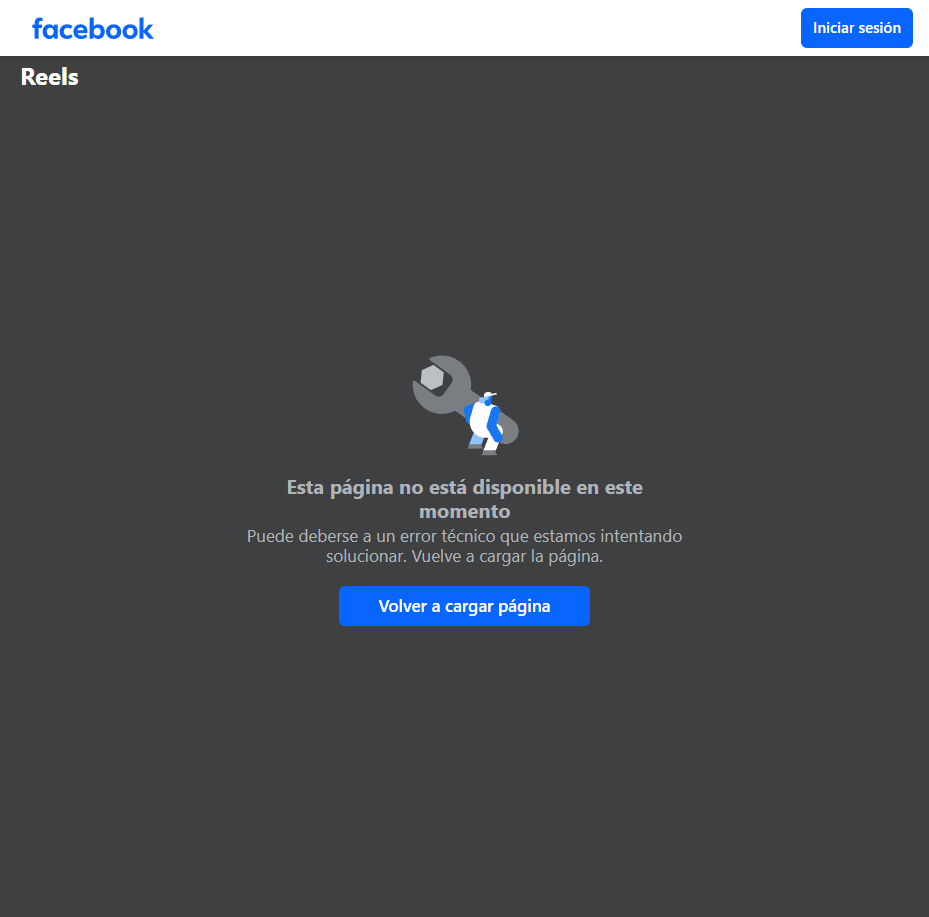 facebook
Iniciar sesión
Reels
Esta página no está disponible en este
momento
Puede deberse a un error técnico que estamos intentando
solucionar. Vuelve a cargar la página.
Volver a cargar página